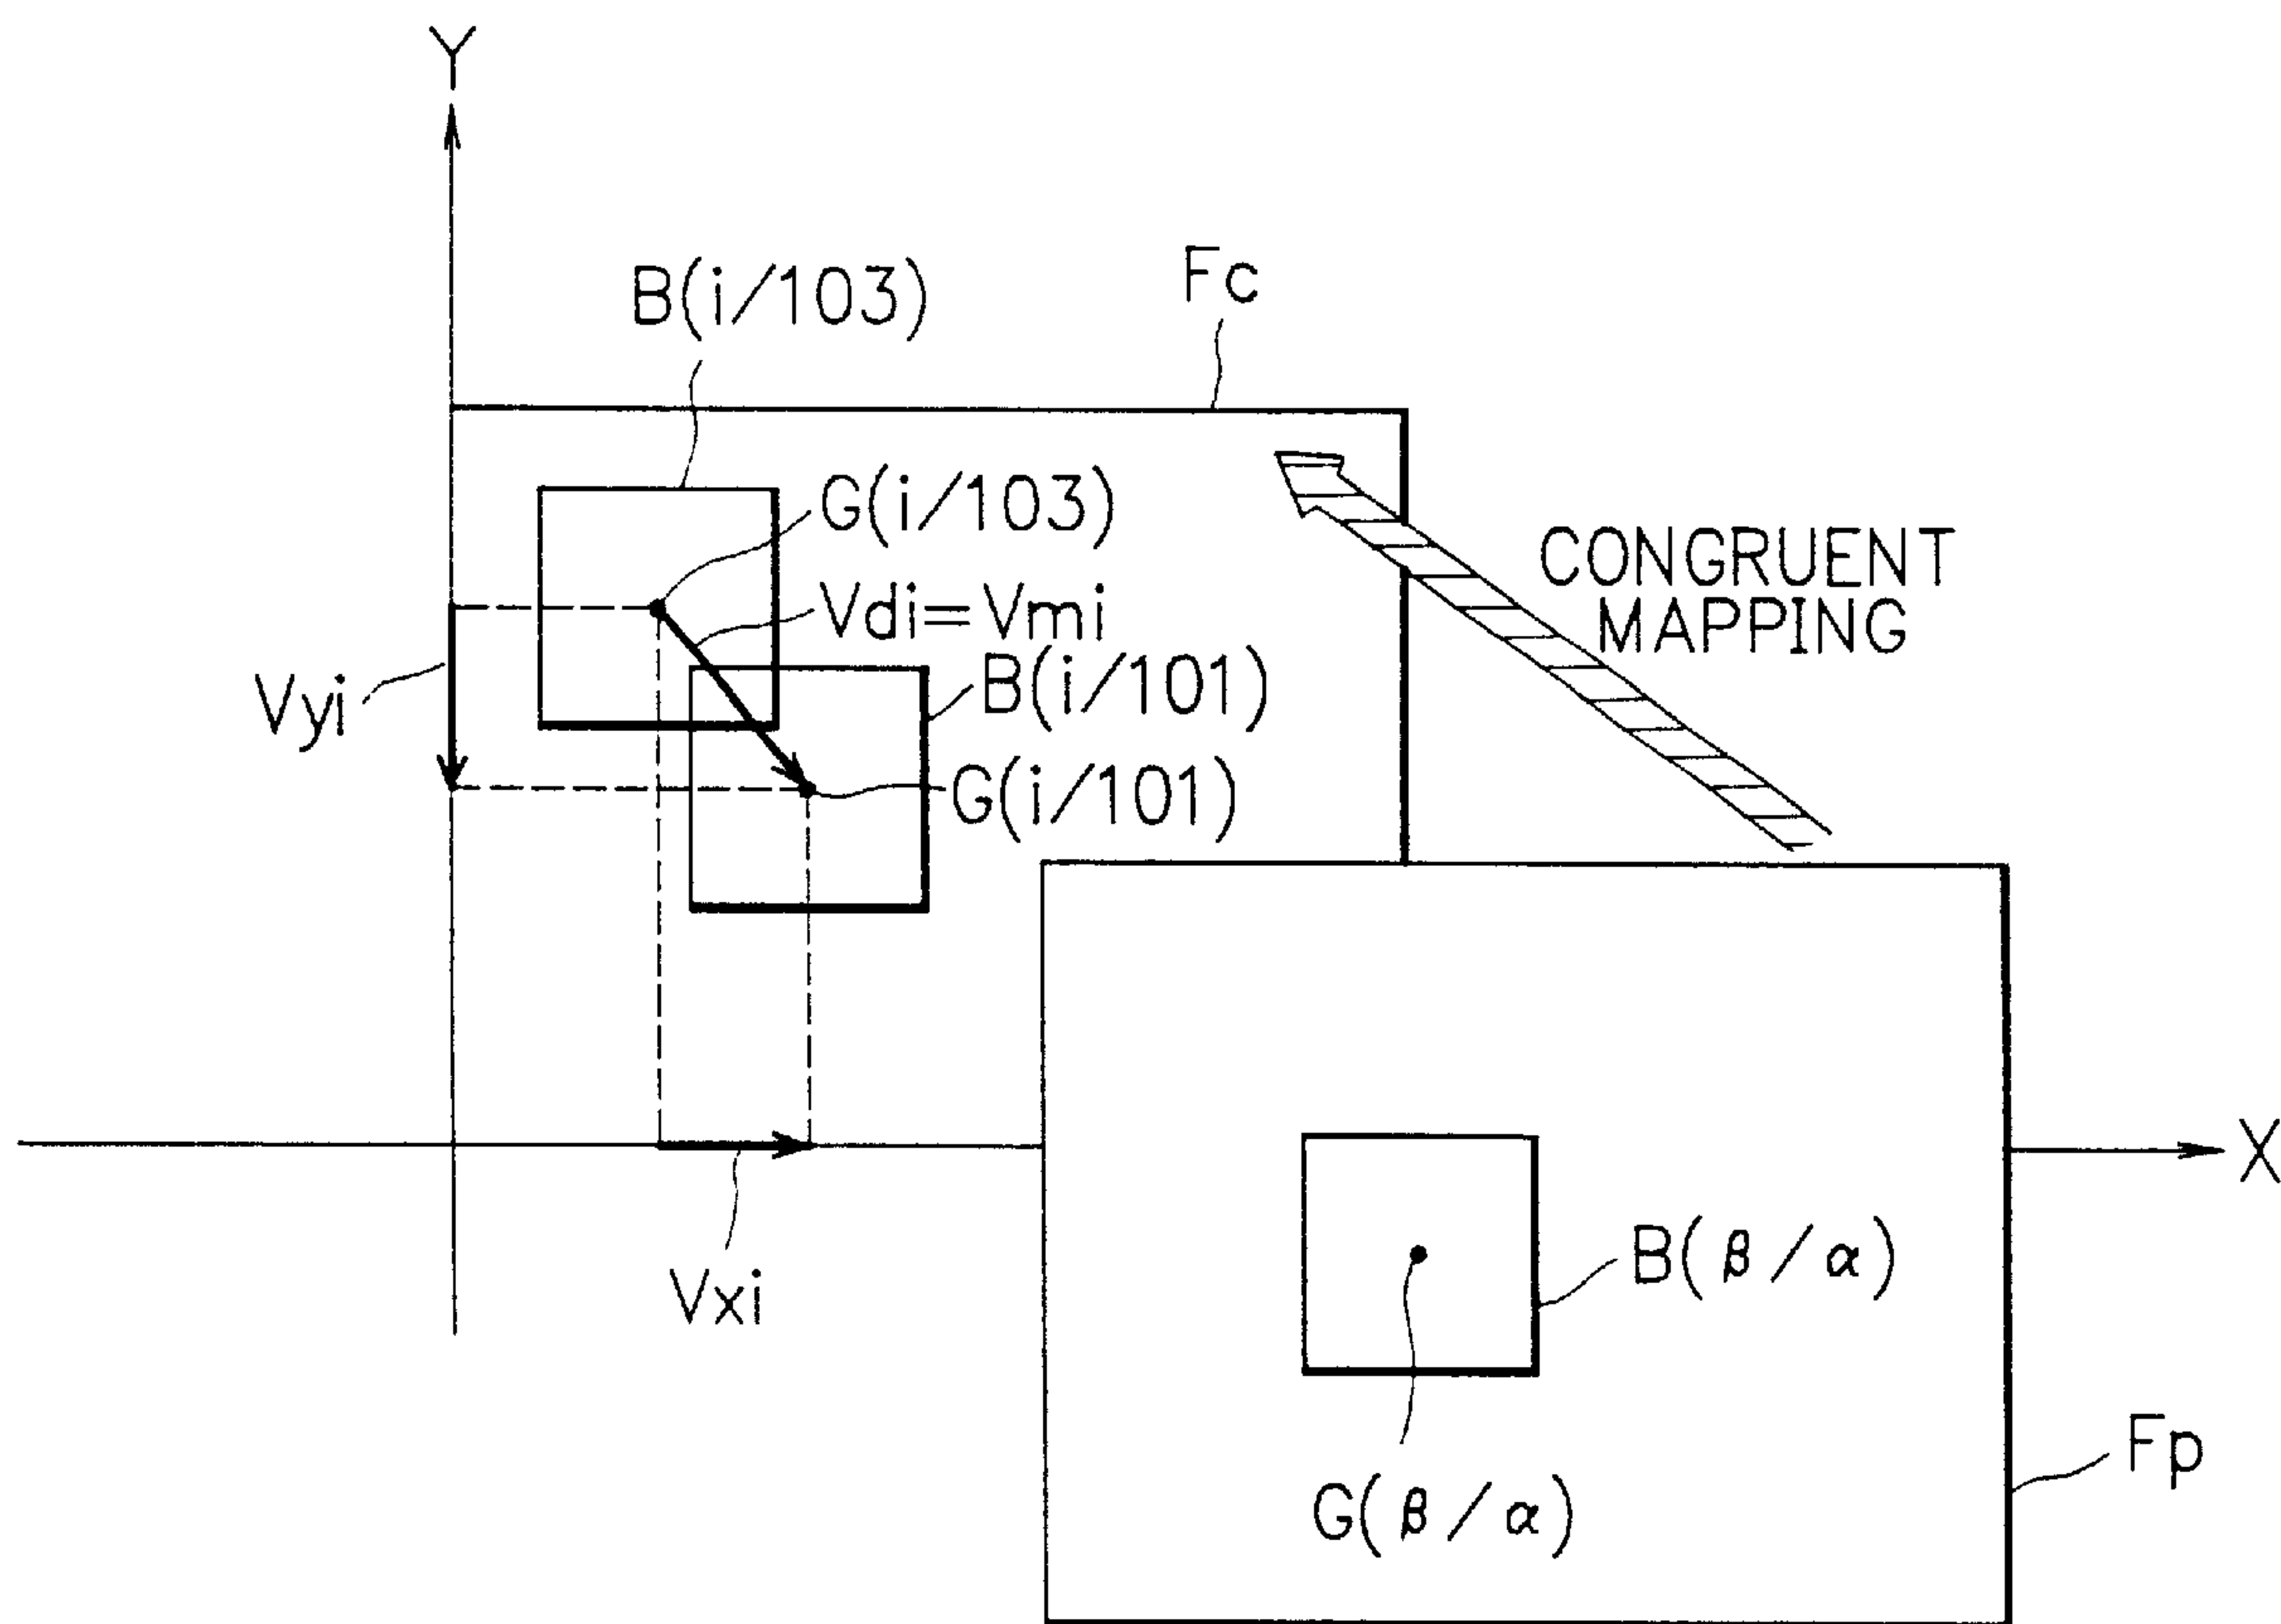 Y
B(i/103)
Fc
G(i/103)
CONGRUENT
MAPPING
Vdi=Vmi
B(i/101)
Vyi
G(i/101)
X
B(β/α)
Vxi
Fp
G(β/α)